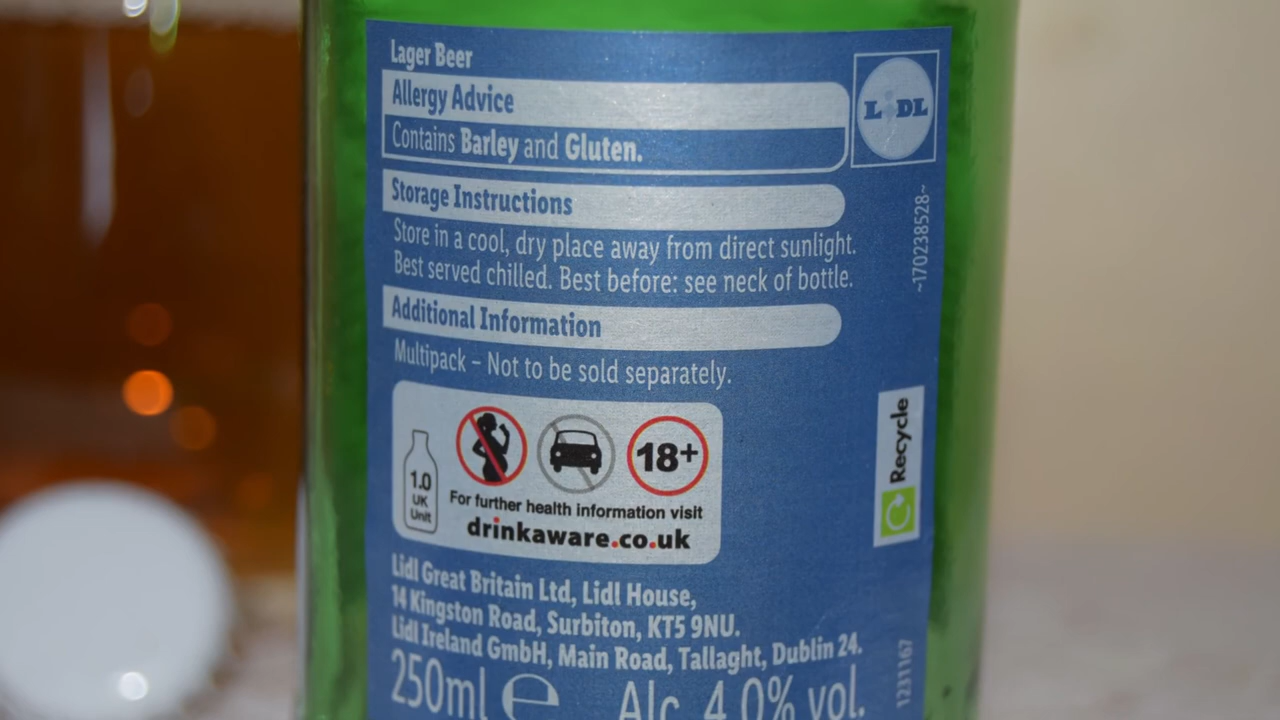 Lager Beer
Allergy Advice
LIDL
Contains Barley and Gluten.
Storage Instructions
Store in a cool, dry place away from direct sunlight.
Best served chilled. Best before: see neck of bottle.
~170238528~
Additional Information
Multipack – Not to be sold separately.
18+
1.0
UK
Unit
For further health information visit
drinkaware.co.uk
Recycle
Lidl Great Britain Ltd, Lidl House,
14 Kingston Road, Surbiton, KT5 9NU.
Lidl Ireland GmbH, Main Road, Tallaght, Dublin 24.
250ml ℮ Alc 4.0% vol.
1231167